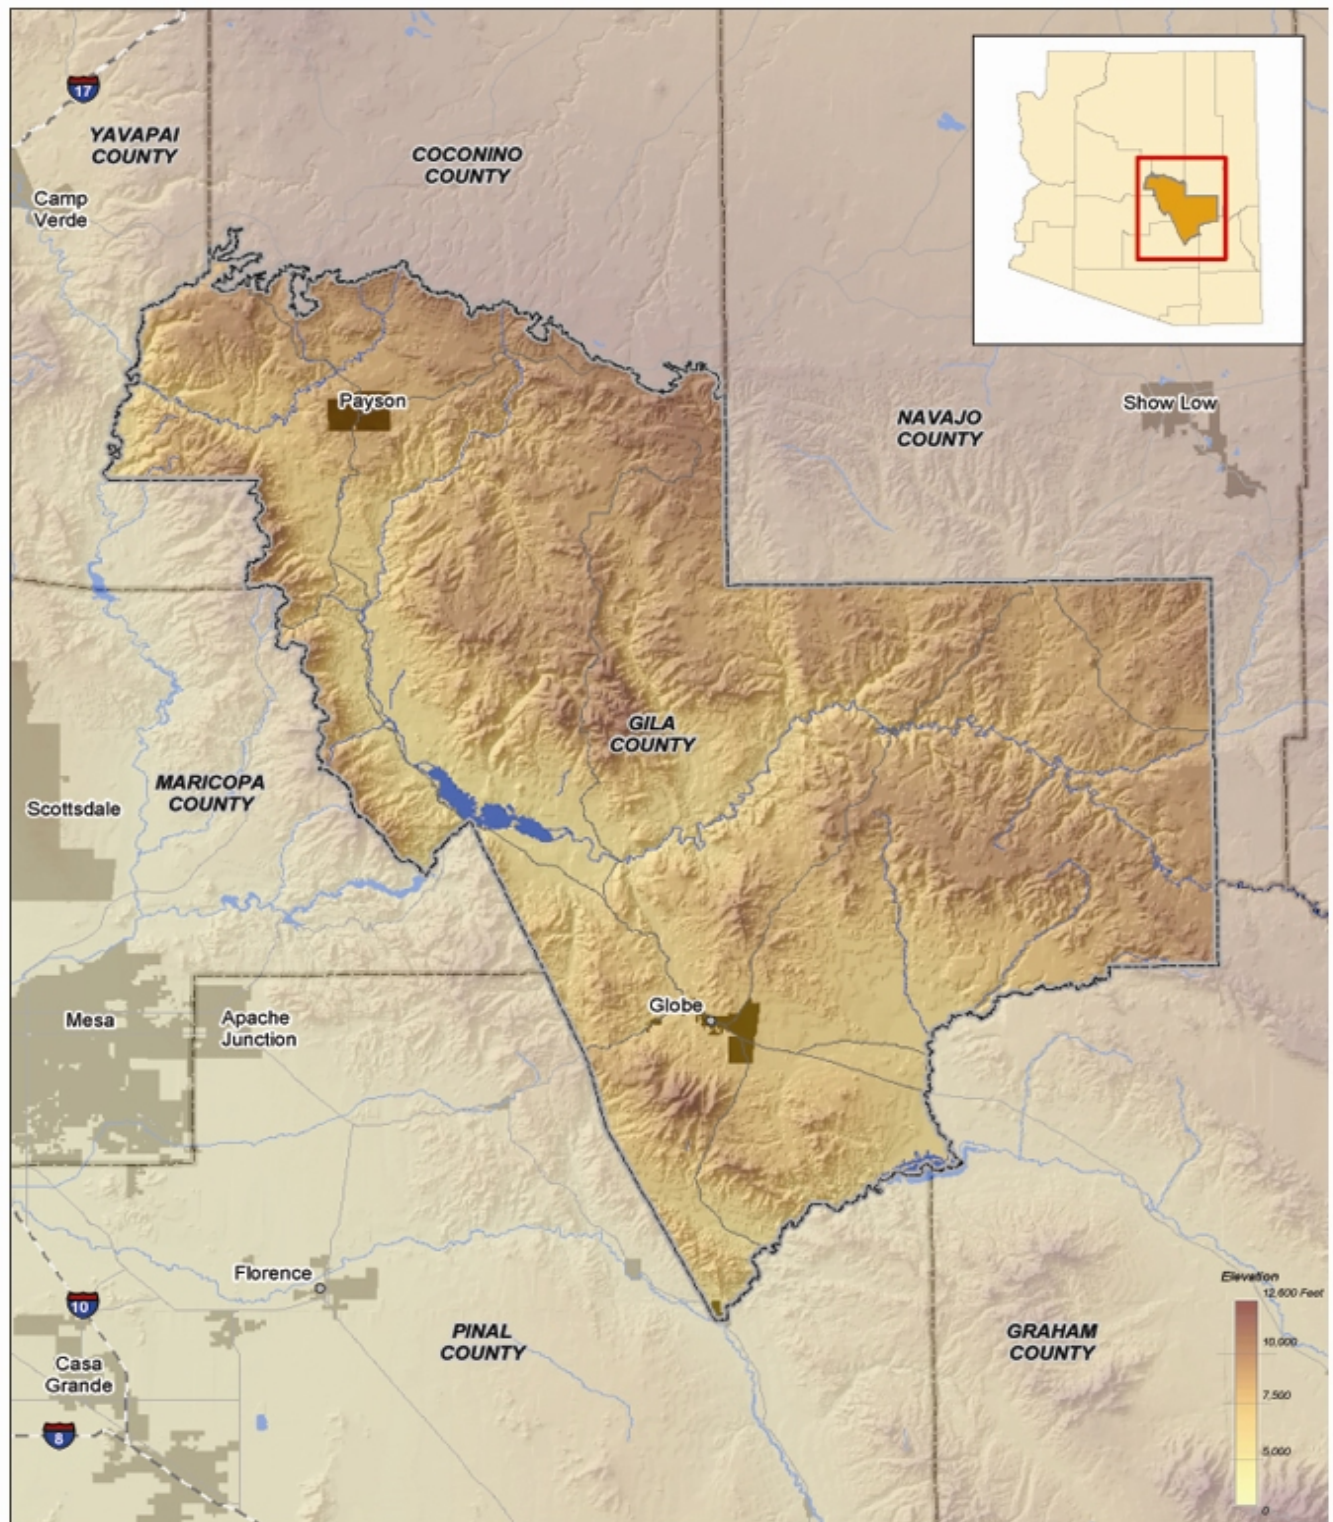 17
YAVAPAI
COUNTY
COCONINO
COUNTY
Camp
Verde
Payson
Show Low
NAVAJO
COUNTY
GILA
COUNTY
MARICOPA
COUNTY
Scottsdale
Globe
Mesa
Apache
Junction
Florence
Elevation
12,600 Feet
10,000
7,500
5,000
0
10
PINAL
COUNTY
GRAHAM
COUNTY
Casa
Grande
8